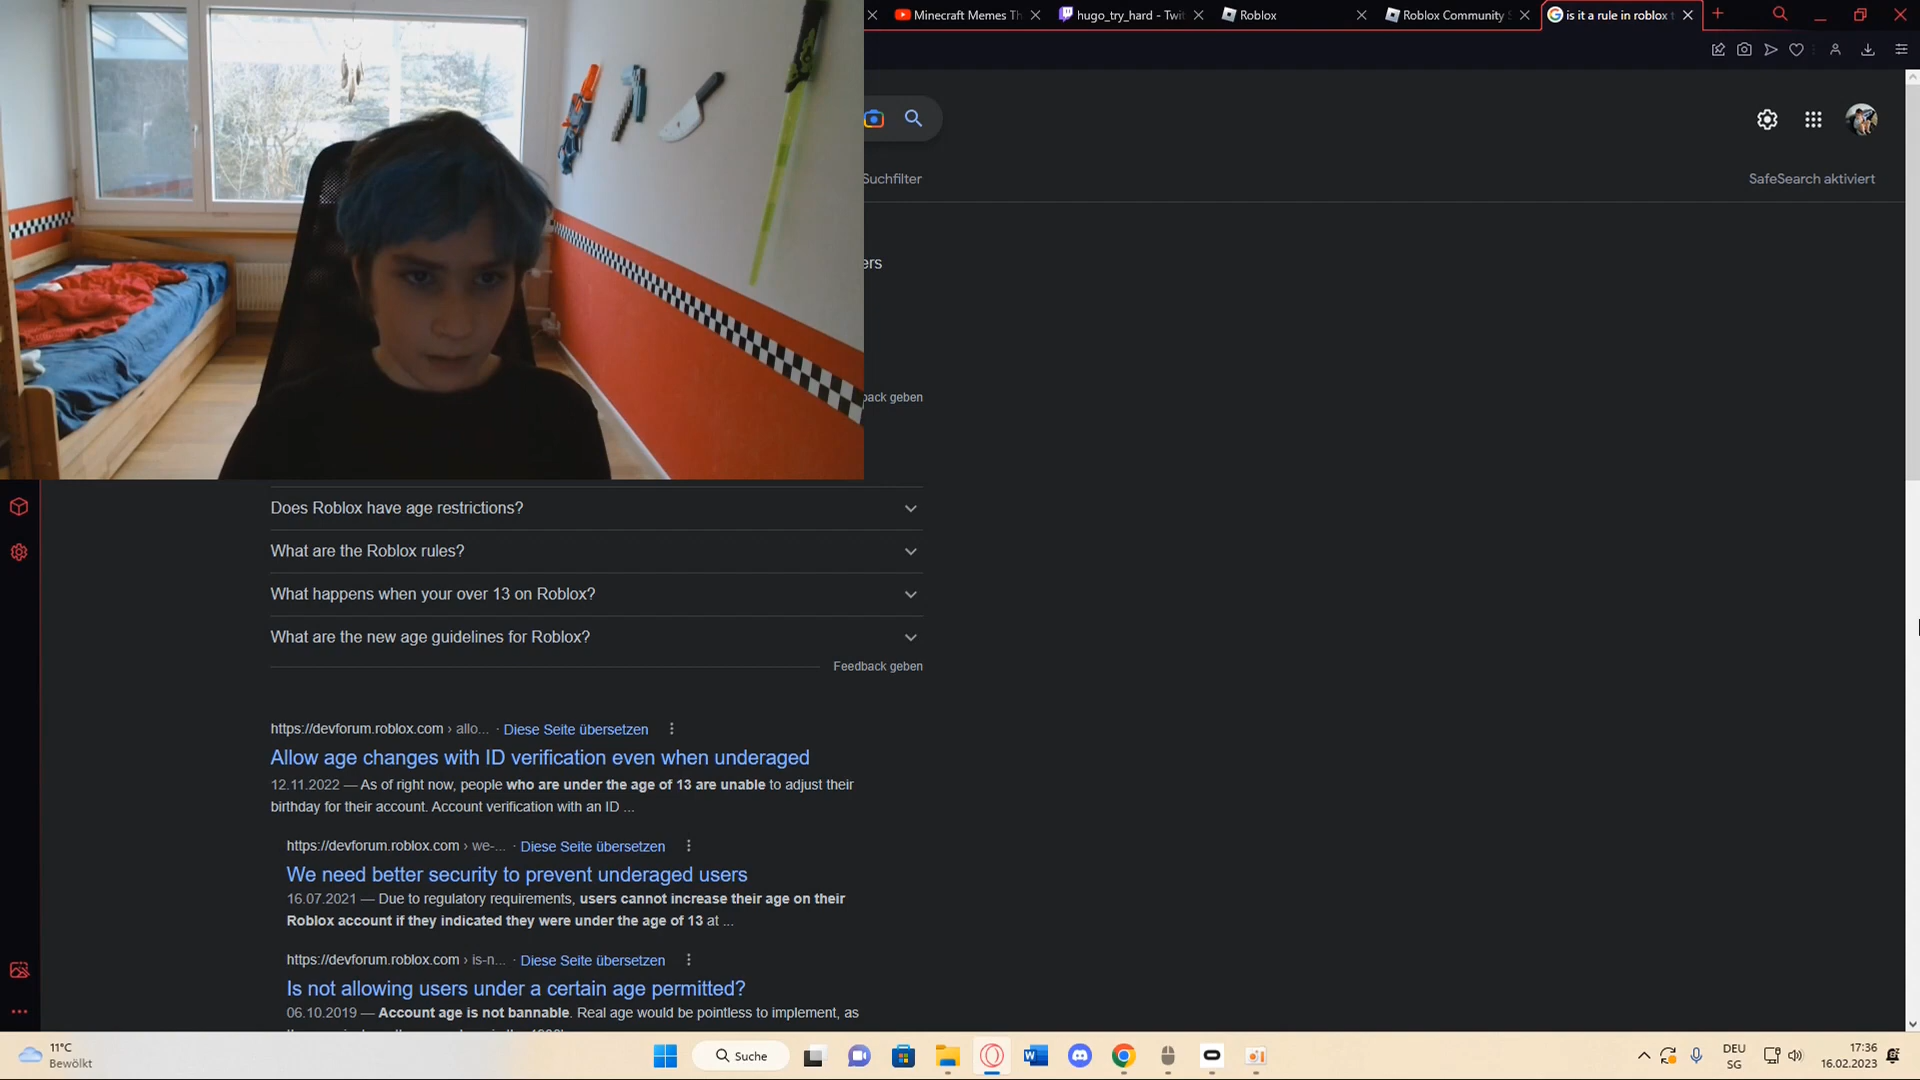 Minecraft Memes Th
hugo_try_hard - Twit
Roblox
Roblox Community S
is it a rule in roblox t
Suchfilter
SafeSearch aktiviert
ers
back geben
Does Roblox have age restrictions?
What are the Roblox rules?
What happens when your over 13 on Roblox?
What are the new age guidelines for Roblox?
Feedback geben
https://devforum.roblox.com › allo... · Diese Seite übersetzen
Allow age changes with ID verification even when underaged
12.11.2022 — As of right now, people who are under the age of 13 are unable to adjust their
birthday for their account. Account verification with an ID ...
https://devforum.roblox.com › we-... · Diese Seite übersetzen
We need better security to prevent underaged users
16.07.2021 — Due to regulatory requirements, users cannot increase their age on their
Roblox account if they indicated they were under the age of 13 at ...
https://devforum.roblox.com › is-n... · Diese Seite übersetzen
Is not allowing users under a certain age permitted?
06.10.2019 — Account age is not bannable. Real age would be pointless to implement, as
11°C
Bewölkt
Suche
DEU
SG
17:36
16.02.2023